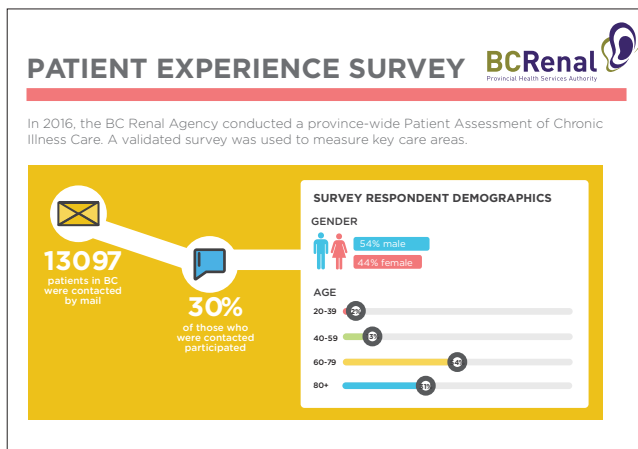 PATIENT EXPERIENCE SURVEY
BCRenal
Provincial Health Services Authority
In 2016, the BC Renal Agency conducted a province-wide Patient Assessment of Chronic
Illness Care. A validated survey was used to measure key care areas.
13097
patients in BC
were contacted
by mail
30%
of those who
were contacted
participated
SURVEY RESPONDENT DEMOGRAPHICS
GENDER
54% male
44% female
AGE
20-39
40-59
60-79
80+